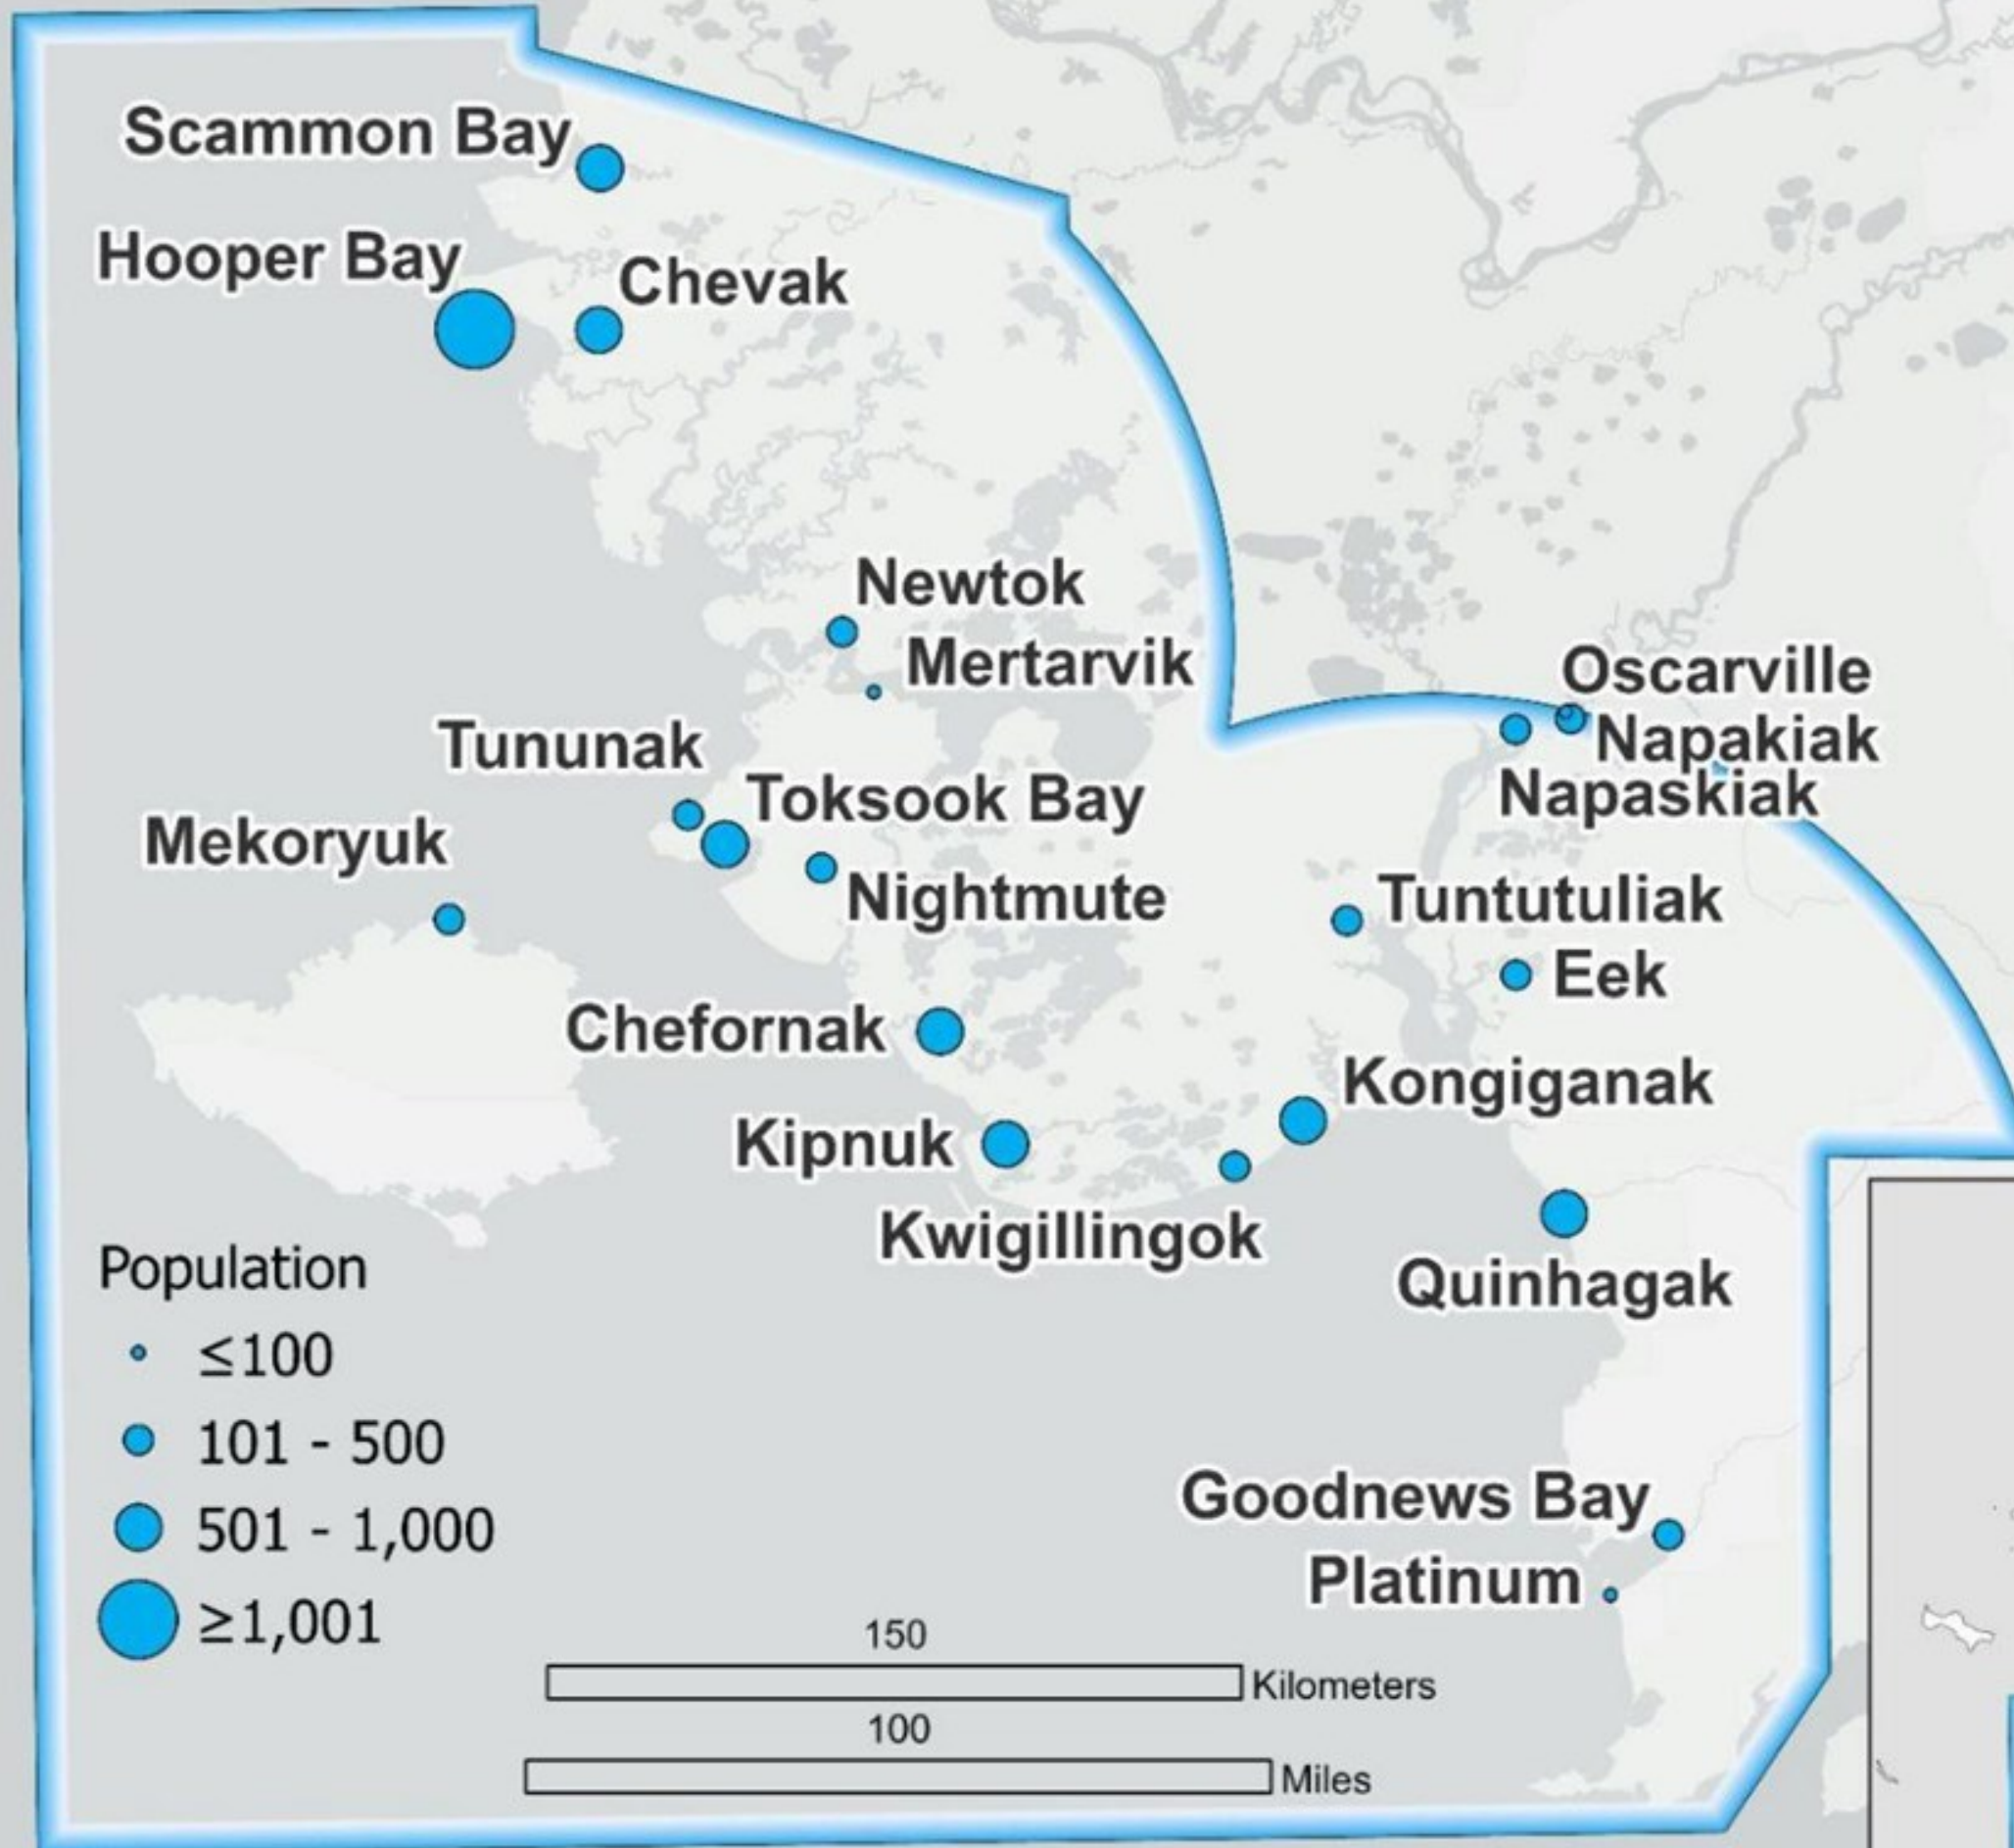 Scammon Bay
Hooper Bay
Chevak
Newtok
Mertarvik
Oscarville
Napakiak
Napaskiak
Tununak
Toksook Bay
Mekoryuk
Nightmute
Tuntutuliak
Eek
Chefornak
Kongiganak
Kipnuk
Kwigillingok
Quinhagak
Population
≤100
101 - 500
501 - 1,000
≥1,001
Goodnews Bay
Platinum
150
Kilometers
100
Miles